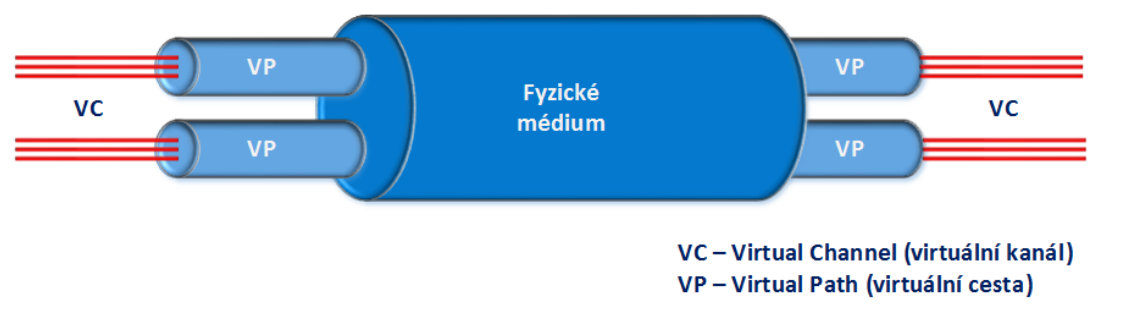 VP
VP
Fyzické
médium
VC
VC
VP
VP
VC – Virtual Channel (virtuální kanál)
VP – Virtual Path (virtuální cesta)